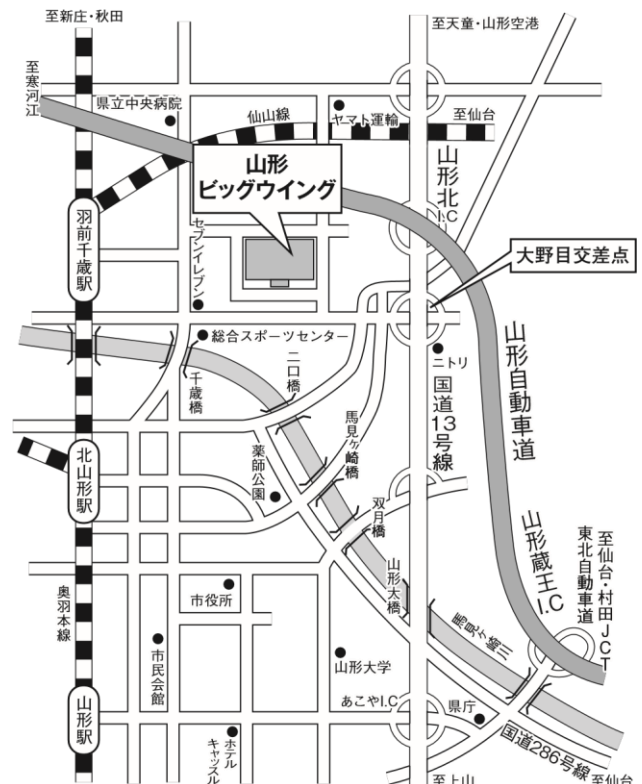 至新庄・秋田
至天童・山形空港
至寒河江
県立中央病院
仙山線
ヤマト運輸
至仙台
山形
ビッグウイング
山形北I.C
羽前千歳駅
セブンイレブン
大野目交差点
総合スポーツセンター
ニトリ
千歳橋
二口橋
国道13号線
山形自動車道
馬見ヶ崎橋
北山形駅
薬師公園
双月橋
山形蔵王I.C
至仙台・村田JCT
東北自動車道
奥羽本線
市役所
山形大橋
馬見ヶ崎川
市民会館
山形大学
あこやI.C
県庁
山形駅
ホテル
キャッスル
国道286号線
至仙台
至上山